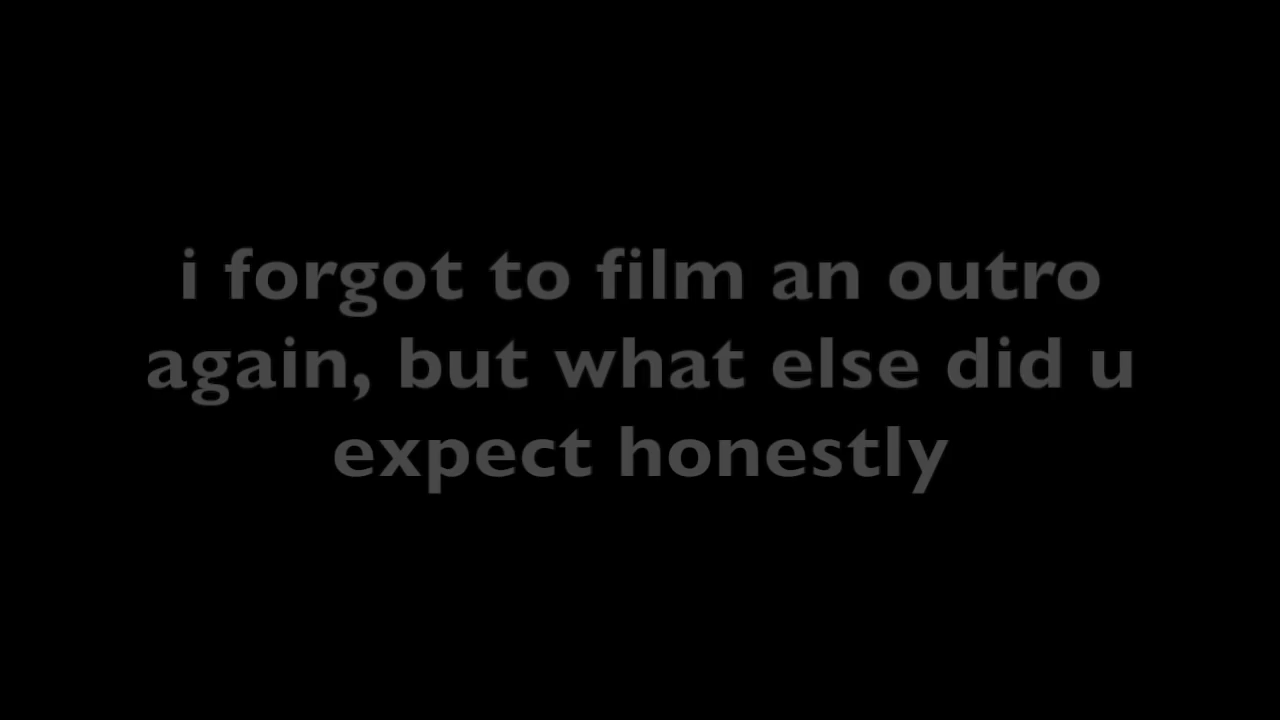 i forgot to film an outro
again, but what else did u
expect honestly